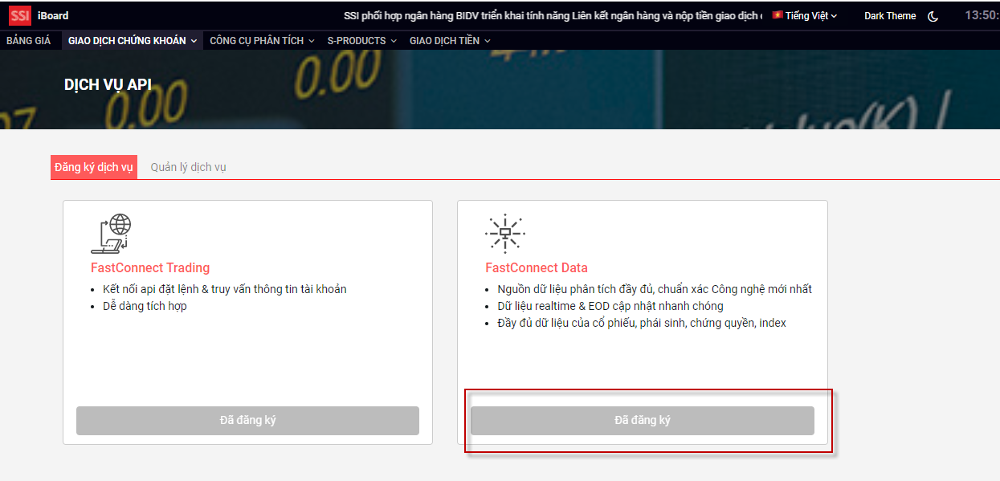 SSI iBoard
SSI phối hợp ngân hàng BIDV triển khai tính năng Liên kết ngân hàng và nộp tiền giao dịch
Tiếng Việt
Dark Theme
13:50:
BẢNG GIÁ
GIAO DỊCH CHỨNG KHOÁN
CÔNG CỤ PHÂN TÍCH
S-PRODUCTS
GIAO DỊCH TIỀN
DỊCH VỤ API
0.00
0.00
Đăng ký dịch vụ
Quản lý dịch vụ
FastConnect Trading
Kết nối api đặt lệnh & truy vấn thông tin tài khoản
Dễ dàng tích hợp
Đã đăng ký
FastConnect Data
Nguồn dữ liệu phân tích đầy đủ, chuẩn xác Công nghệ mới nhất
Dữ liệu realtime & EOD cập nhật nhanh chóng
Đầy đủ dữ liệu của cổ phiếu, phái sinh, chứng quyền, index
Đã đăng ký